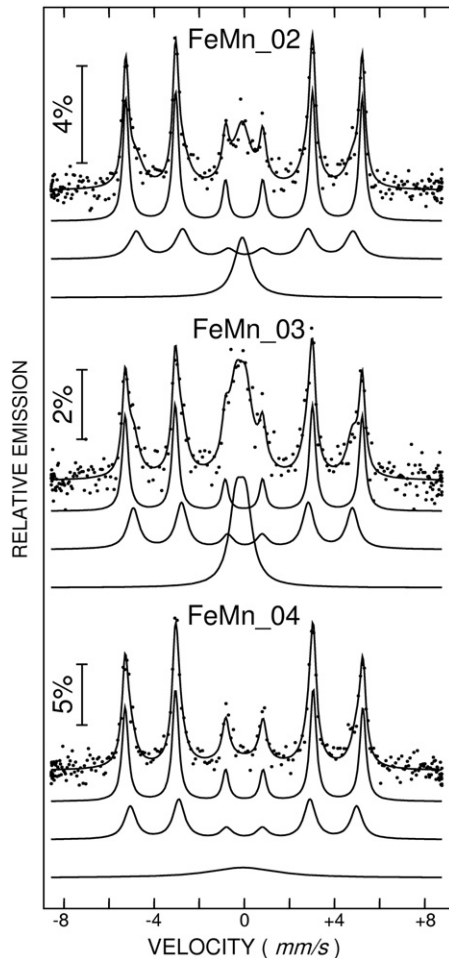 FeMn_02
4%
FeMn_03
2%
RELATIVE EMISSION
FeMn_04
5%
-8 -4 0 +4 +8
VELOCITY ( mm/s)